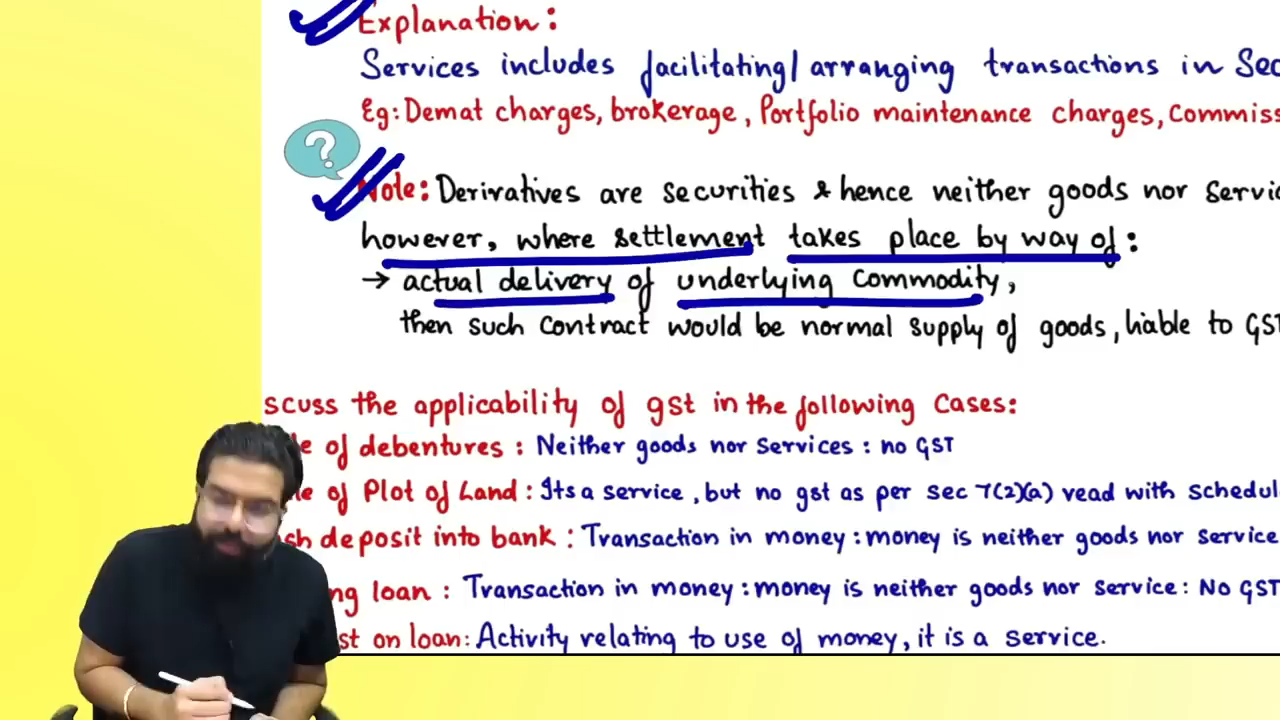 Explanation:
Services includes facilitating/arranging transactions in Sec
Eg: Demat charges, brokerage, Portfolio maintenance charges, Commiss
?
Note: Derivatives are securities & hence neither goods nor servi
however, where settlement takes place by way of:
→ actual delivery of underlying commodity,
then such contract would be normal supply of goods, liable to GST
scuss the applicability of gst in the following Cases:
le of debentures : Neither goods nor services : no GST
le of Plot of Land : Its a service, but no gst as per sec 7(2)(a) read with schedul
sh deposit into bank : Transaction in money : money is neither goods nor service
ng loan : Transaction in money : money is neither goods nor service : No GST
st on loan: Activity relating to use of money, it is a service.